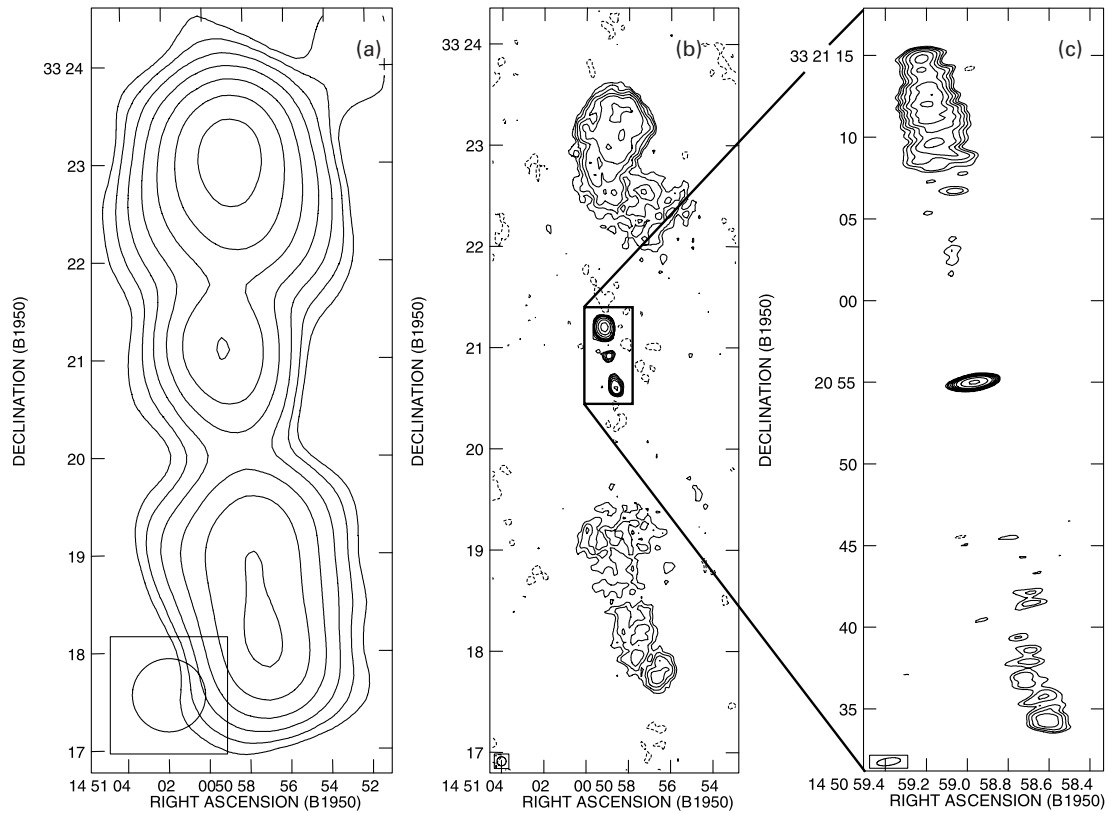 (a)
33 24
23
22
21
20
19
18
17
DECLINATION (B1950)
14 51 04 02 0050 58 56 54 52
RIGHT ASCENSION (B1950)
(b)
33 24
23
22
21
20
19
18
17
DECLINATION (B1950)
14 51 04 02 00 50 58 56 54
RIGHT ASCENSION (B1950)
(c)
33 21 15
10
05
00
20 55
50
45
40
35
DECLINATION (B1950)
14 50 59.4 59.2 59.0 58.8 58.6 58.4
RIGHT ASCENSION (B1950)